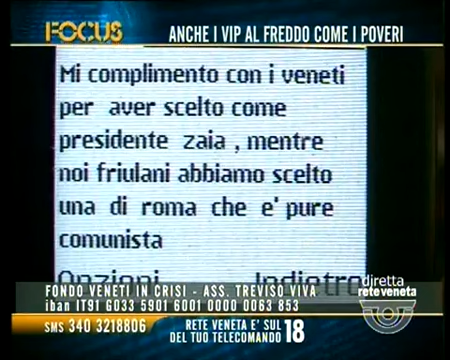 FOCUS
ANCHE I VIP AL FREDDO COME I POVERI
Mi complimento con i veneti
per aver scelto come
presidente zaia , mentre
noi friulani abbiamo scelto
una di roma che e' pure
comunista
Opzioni Indietro
diretta
reteveneta
FONDO VENETI IN CRISI - ASS. TREVISO VIVA
iban IT91 G033 5901 6001 0000 0063 853
SMS 340 3218806
RETE VENETA E' SUL
DEL TUO TELECOMANDO 18